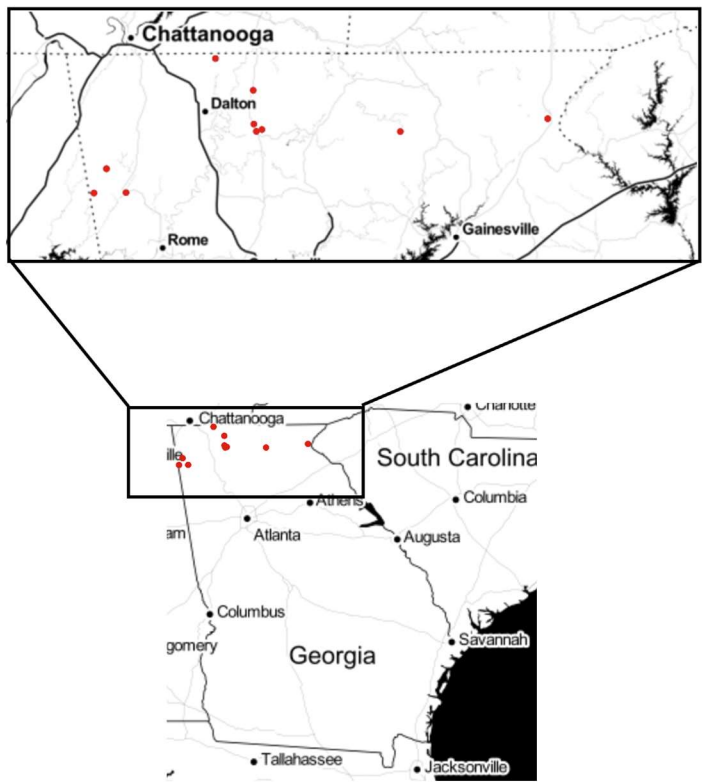 Chattanooga
Dalton
Gainesville
Rome
Chattanooga
Charlotte
ille
South Carolina
Columbia
Athens
Atlanta
am
Augusta
Columbus
Savannah
gomery
Georgia
Tallahassee
Jacksonville